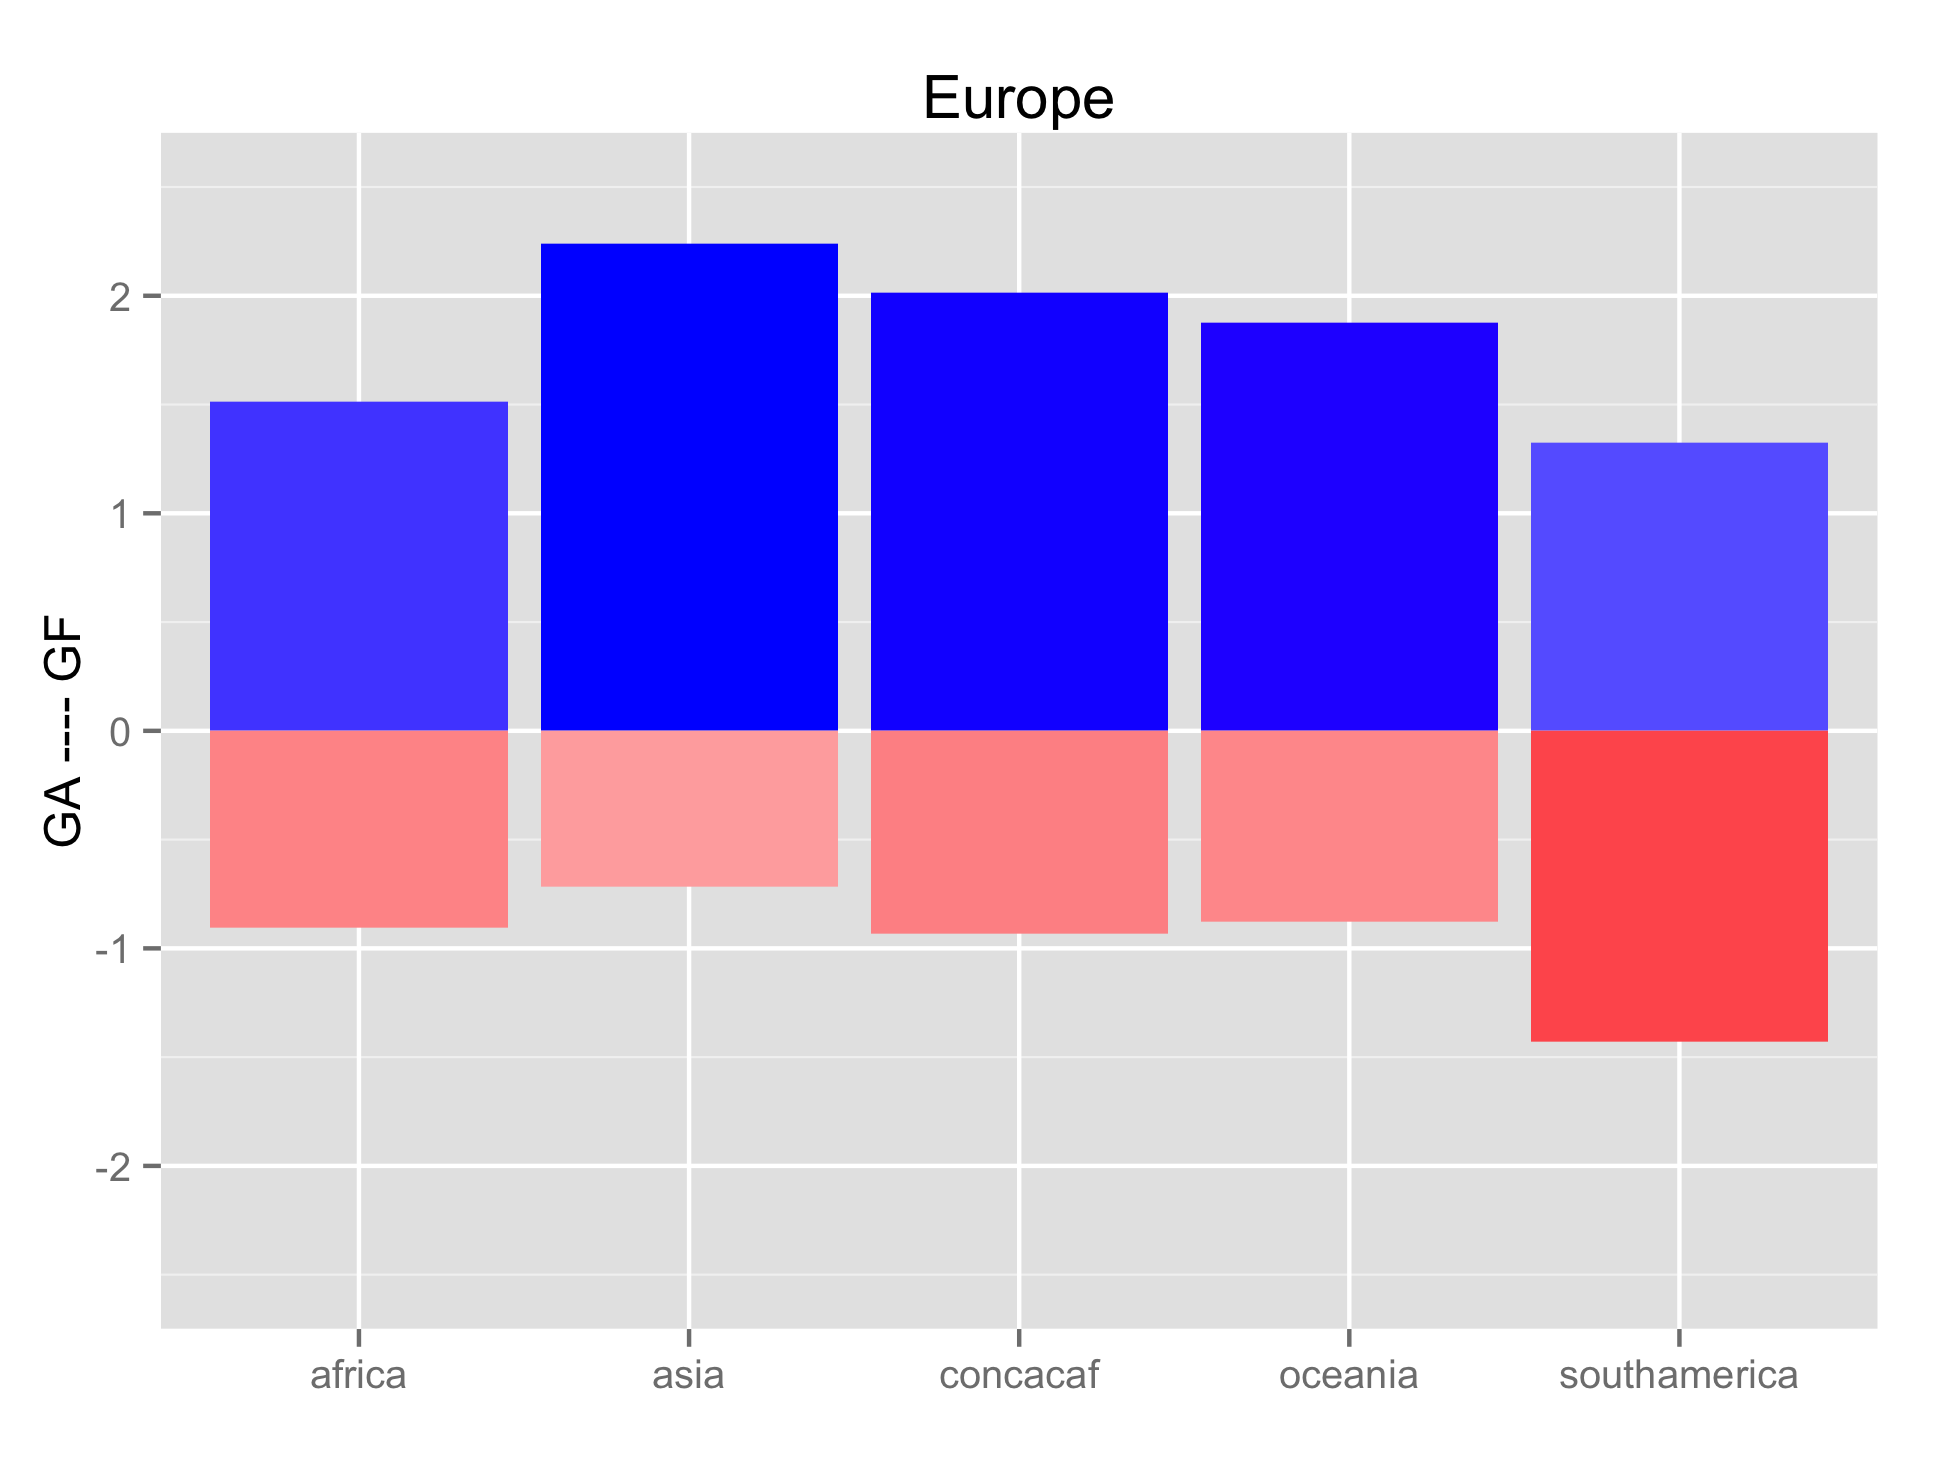 Europe
GA ---- GF
2
1
0
-1
-2
africa
asia
concacaf
oceania
southamerica